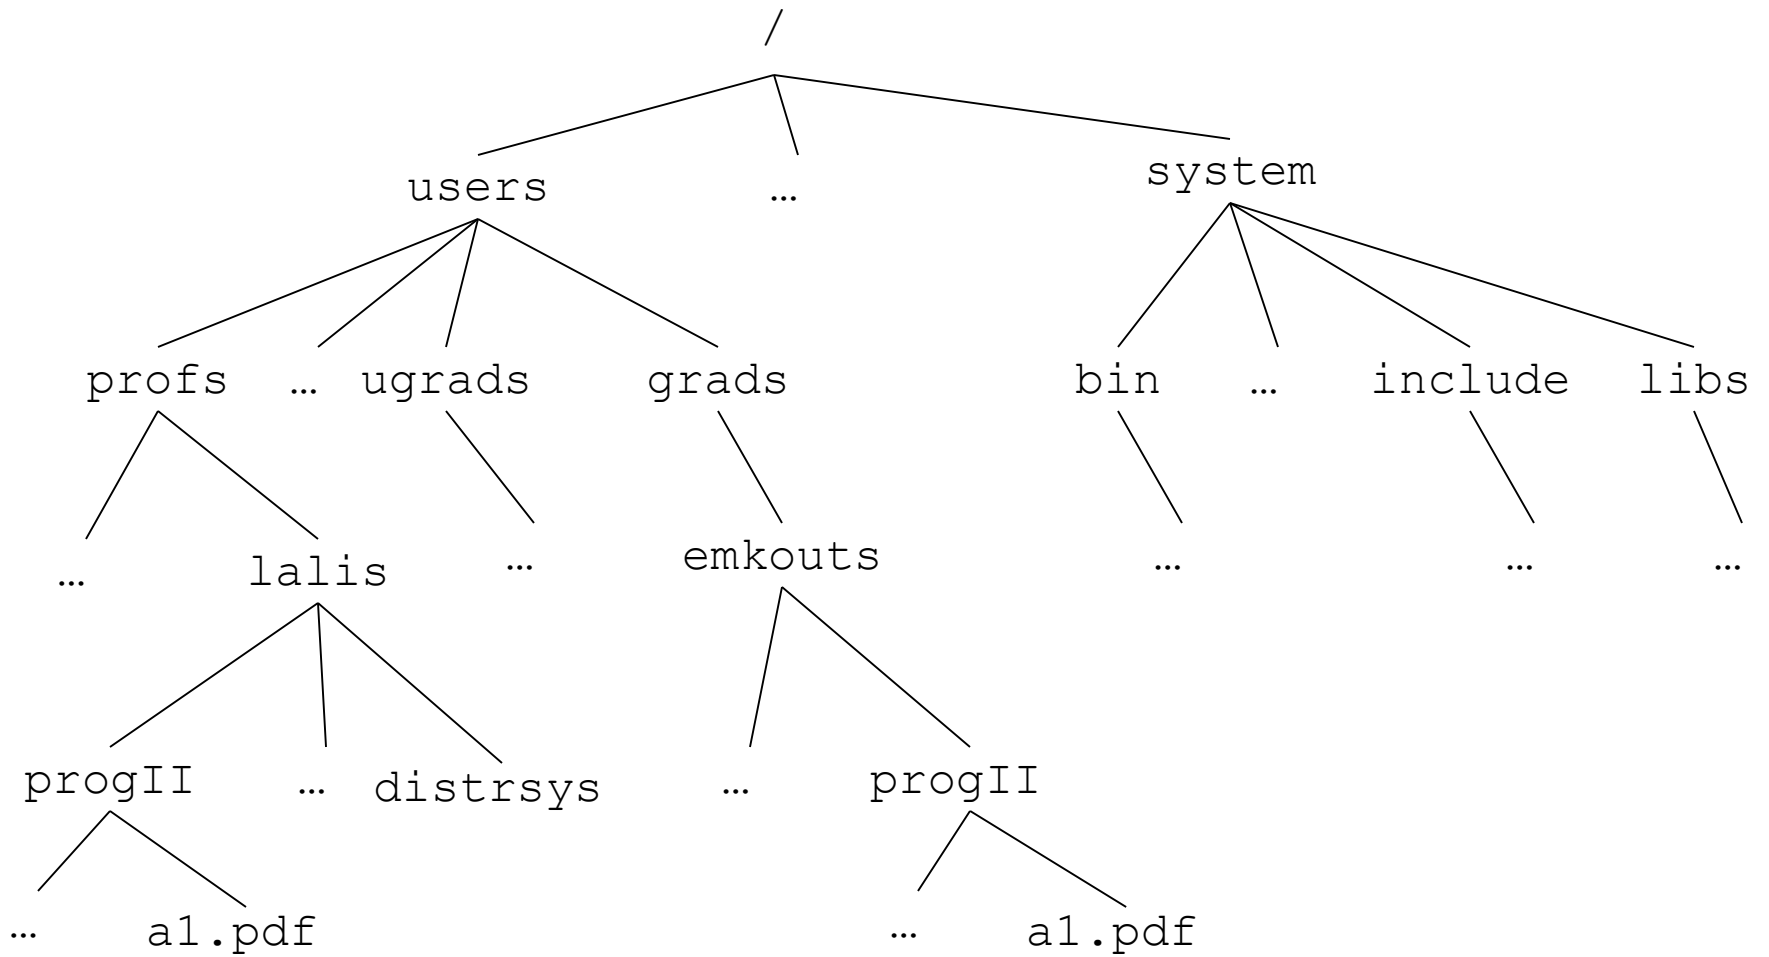 /
users … system
profs … ugrads grads bin … include libs
… lalis … emkouts … … …
progII … distrsys … progII
… a1.pdf … a1.pdf